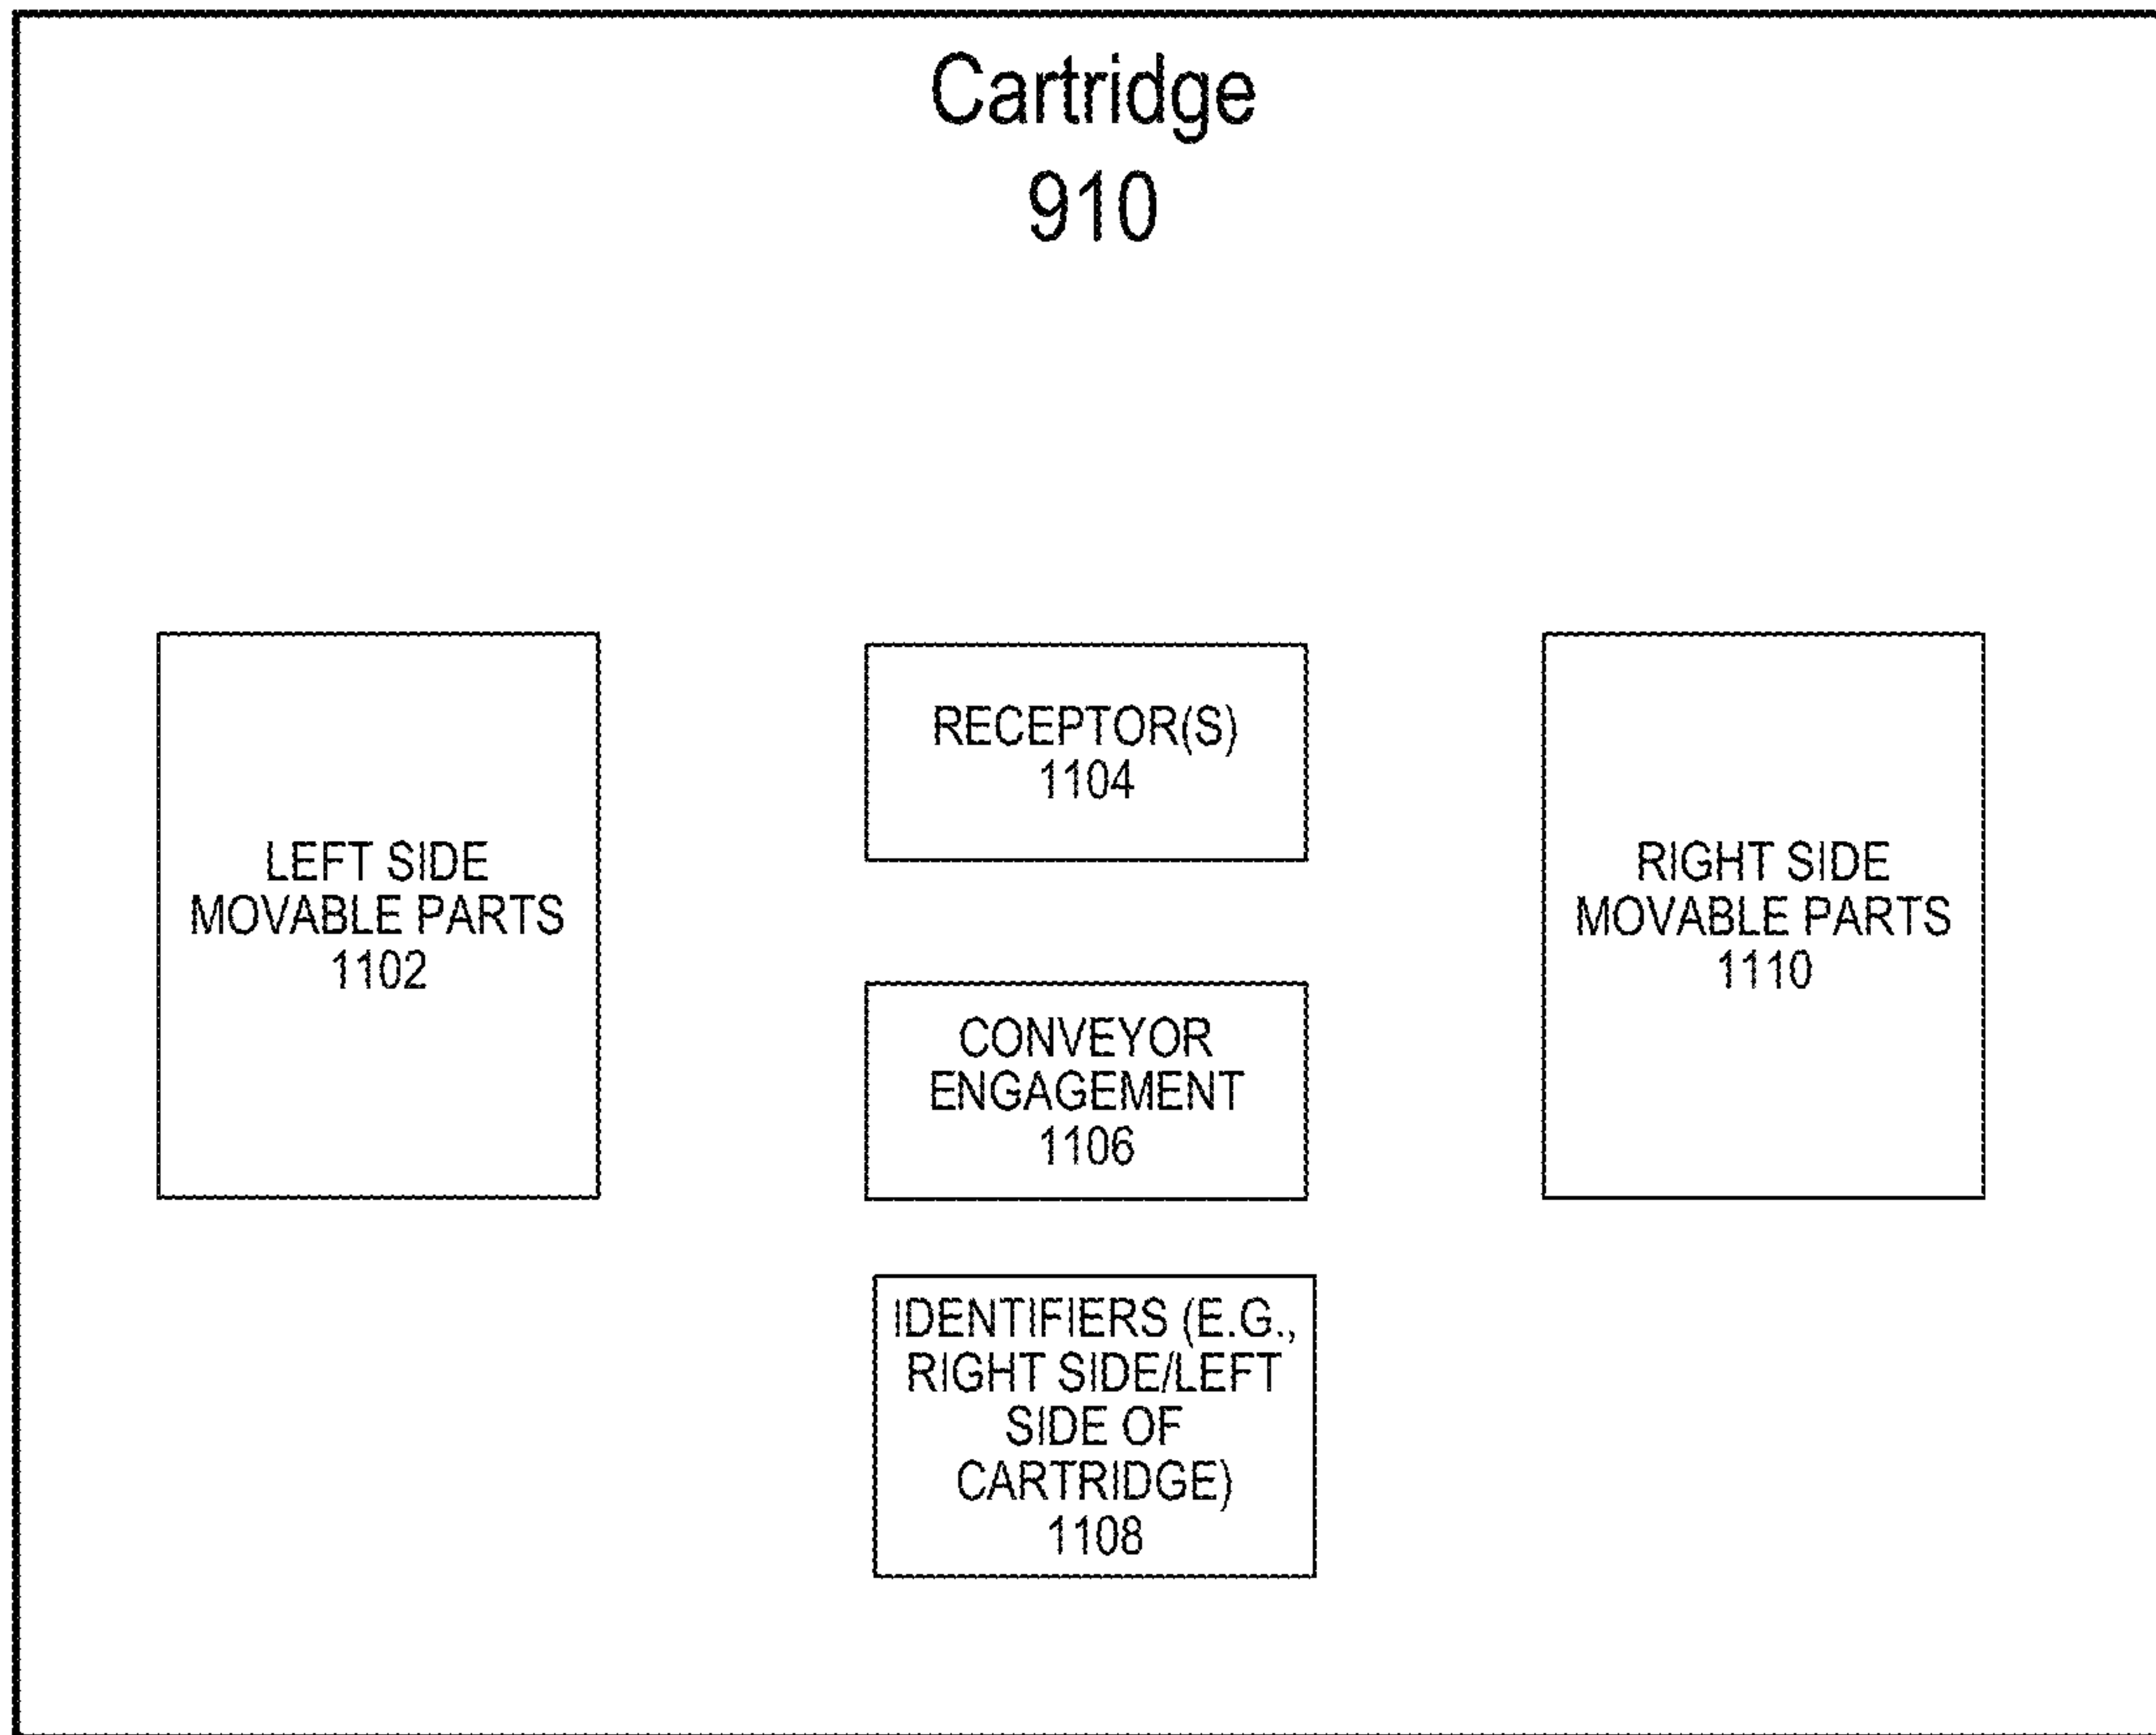 Cartridge
910
LEFT SIDE
MOVABLE PARTS
1102
RECEPTOR(S)
1104
CONVEYOR
ENGAGEMENT
1106
IDENTIFIERS (E.G.,
RIGHT SIDE/LEFT
SIDE OF
CARTRIDGE)
1108
RIGHT SIDE
MOVABLE PARTS
1110